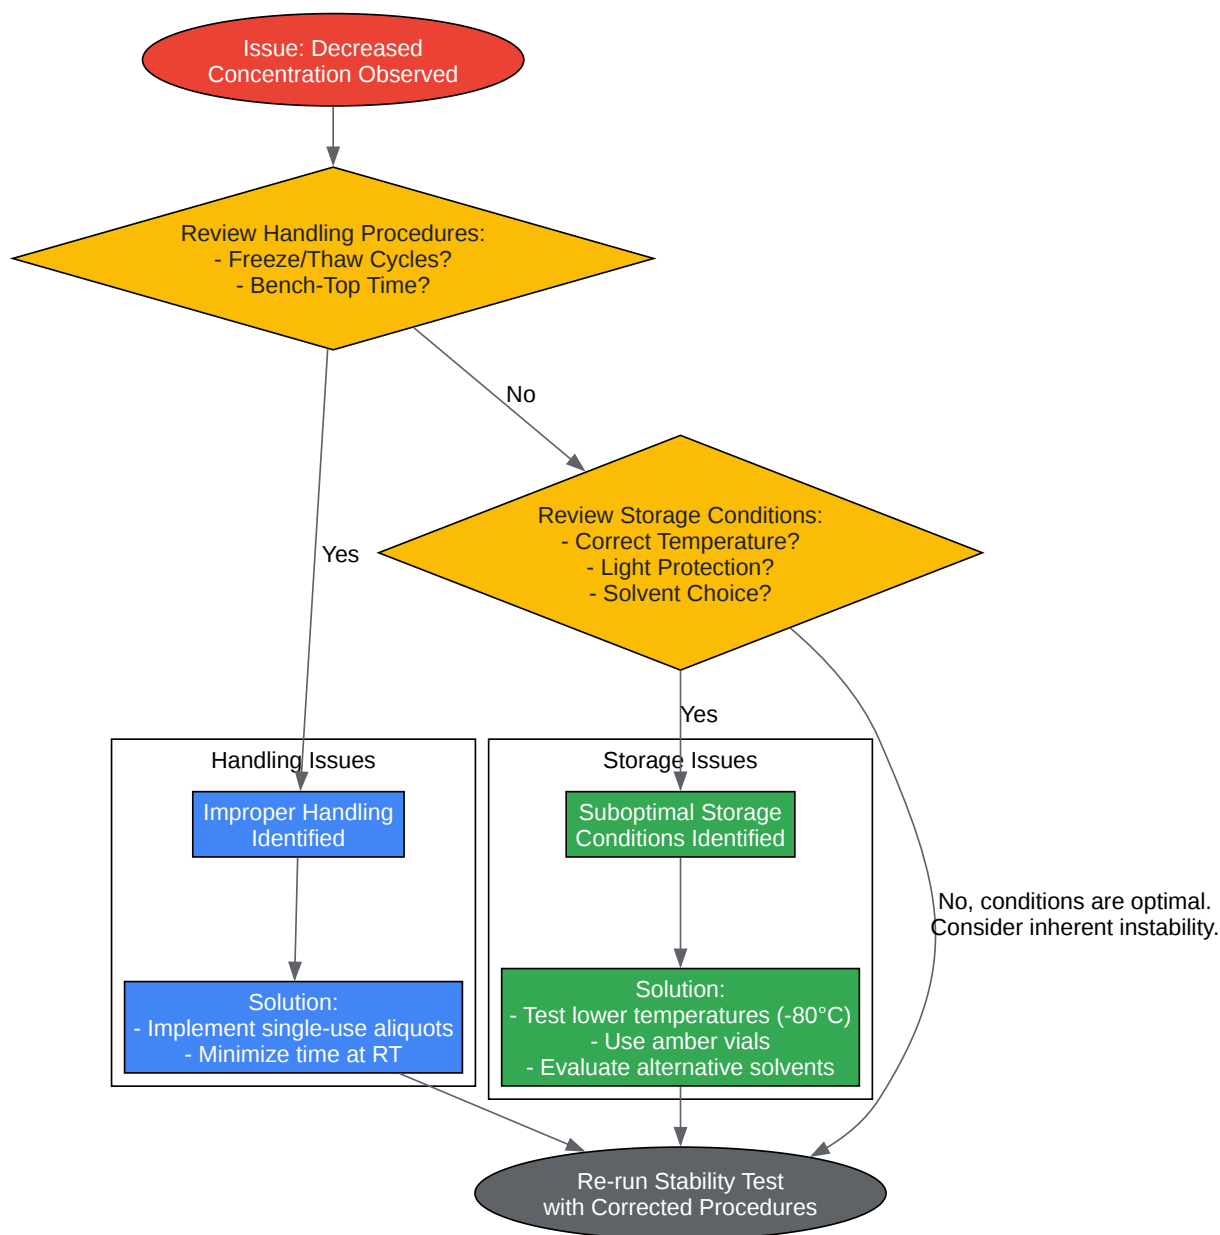 Issue: Decreased
Concentration Observed
Review Handling Procedures:
- Freeze/Thaw Cycles?
- Bench-Top Time?
No
Review Storage Conditions:
- Correct Temperature?
- Light Protection?
- Solvent Choice?
Yes
Yes
Handling Issues
Improper Handling
Identified
Solution:
- Implement single-use aliquots
- Minimize time at RT
Storage Issues
Suboptimal Storage
Conditions Identified
Solution:
- Test lower temperatures (-80°C)
- Use amber vials
- Evaluate alternative solvents
No, conditions are optimal.
Consider inherent instability.
Re-run Stability Test
with Corrected Procedures